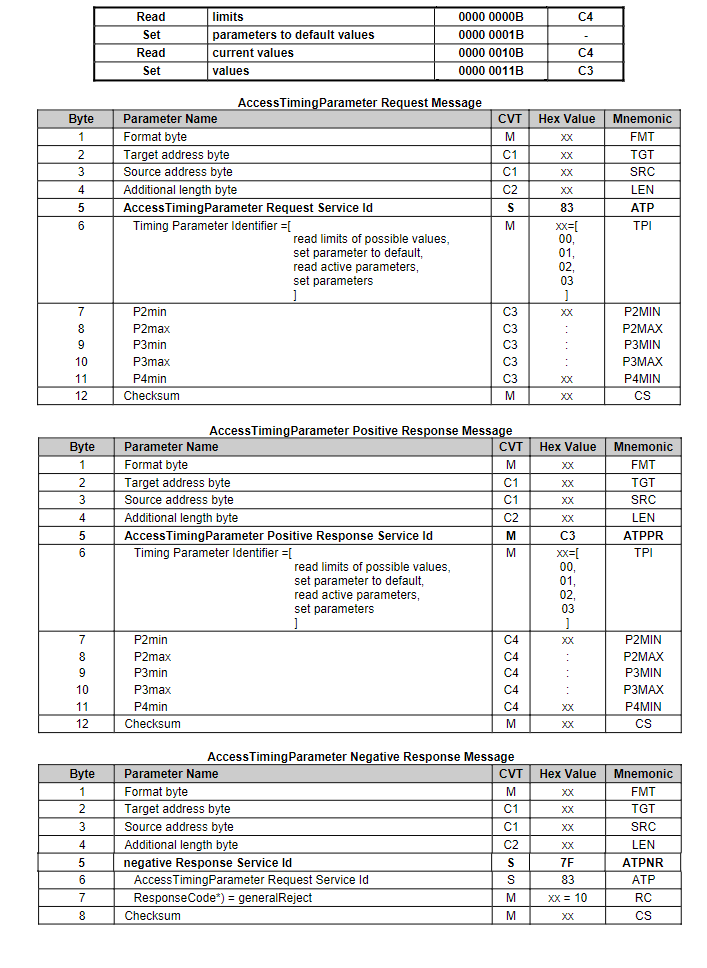 Read limits 0000 0000B C4
Set parameters to default values 0000 0001B -
Read current values 0000 0010B C4
Set values 0000 0011B C3
AccessTimingParameter Request Message
Byte Parameter Name CVT Hex Value Mnemonic
1 Format byte M xx FMT
2 Target address byte C1 xx TGT
3 Source address byte C1 xx SRC
4 Additional length byte C2 xx LEN
5 AccessTimingParameter Request Service Id S 83 ATP
6 Timing Parameter Identifier =[ M xx=[ TPI
read limits of possible values, 00,
set parameter to default, 01,
read active parameters, 02,
set parameters 03
] ]
7 P2min C3 xx P2MIN
8 P2max C3 : P2MAX
9 P3min C3 : P3MIN
10 P3max C3 : P3MAX
11 P4min C3 xx P4MIN
12 Checksum M xx CS
AccessTimingParameter Positive Response Message
Byte Parameter Name CVT Hex Value Mnemonic
1 Format byte M xx FMT
2 Target address byte C1 xx TGT
3 Source address byte C1 xx SRC
4 Additional length byte C2 xx LEN
5 AccessTimingParameter Positive Response Service Id M C3 ATPPR
6 Timing Parameter Identifier =[ M xx=[ TPI
read limits of possible values, 00,
set parameter to default, 01,
read active parameters, 02,
set parameters 03
] ]
7 P2min C4 xx P2MIN
8 P2max C4 : P2MAX
9 P3min C4 : P3MIN
10 P3max C4 : P3MAX
11 P4min C4 xx P4MIN
12 Checksum M xx CS
AccessTimingParameter Negative Response Message
Byte Parameter Name CVT Hex Value Mnemonic
1 Format byte M xx FMT
2 Target address byte C1 xx TGT
3 Source address byte C1 xx SRC
4 Additional length byte C2 xx LEN
5 negative Response Service Id S 7F ATPNR
6 AccessTimingParameter Request Service Id S 83 ATP
7 ResponseCode*) = generalReject M xx = 10 RC
8 Checksum M xx CS